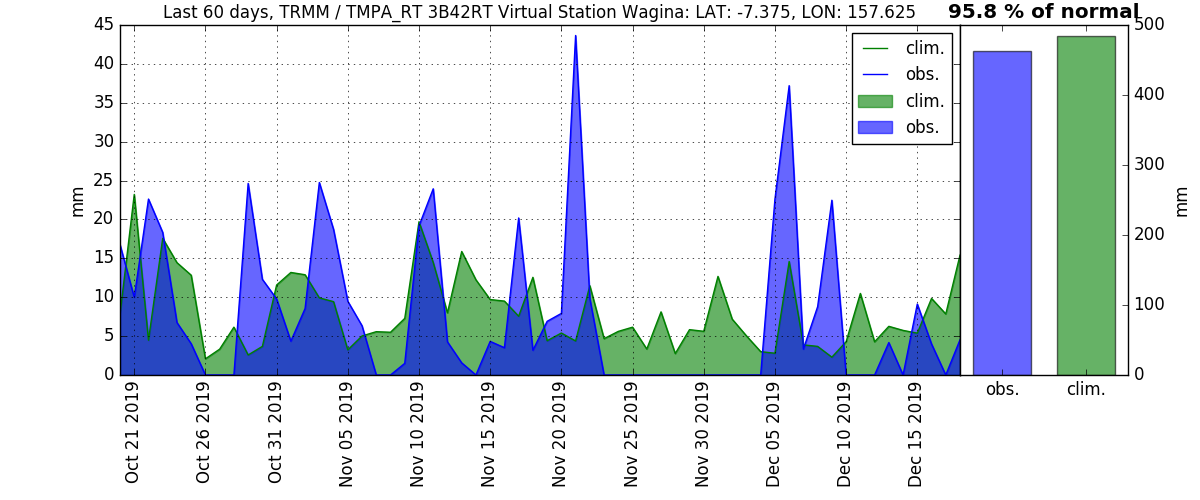 Last 60 days, TRMM / TMPA_RT 3B42RT Virtual Station Wagina: LAT: -7.375, LON: 157.625
95.8 % of normal
45
40
35
30
25
20
15
10
5
0
mm
clim.
obs.
clim.
obs.
500
400
300
200
100
0
mm
Oct 21 2019
Oct 26 2019
Oct 31 2019
Nov 05 2019
Nov 10 2019
Nov 15 2019
Nov 20 2019
Nov 25 2019
Nov 30 2019
Dec 05 2019
Dec 10 2019
Dec 15 2019
obs.
clim.